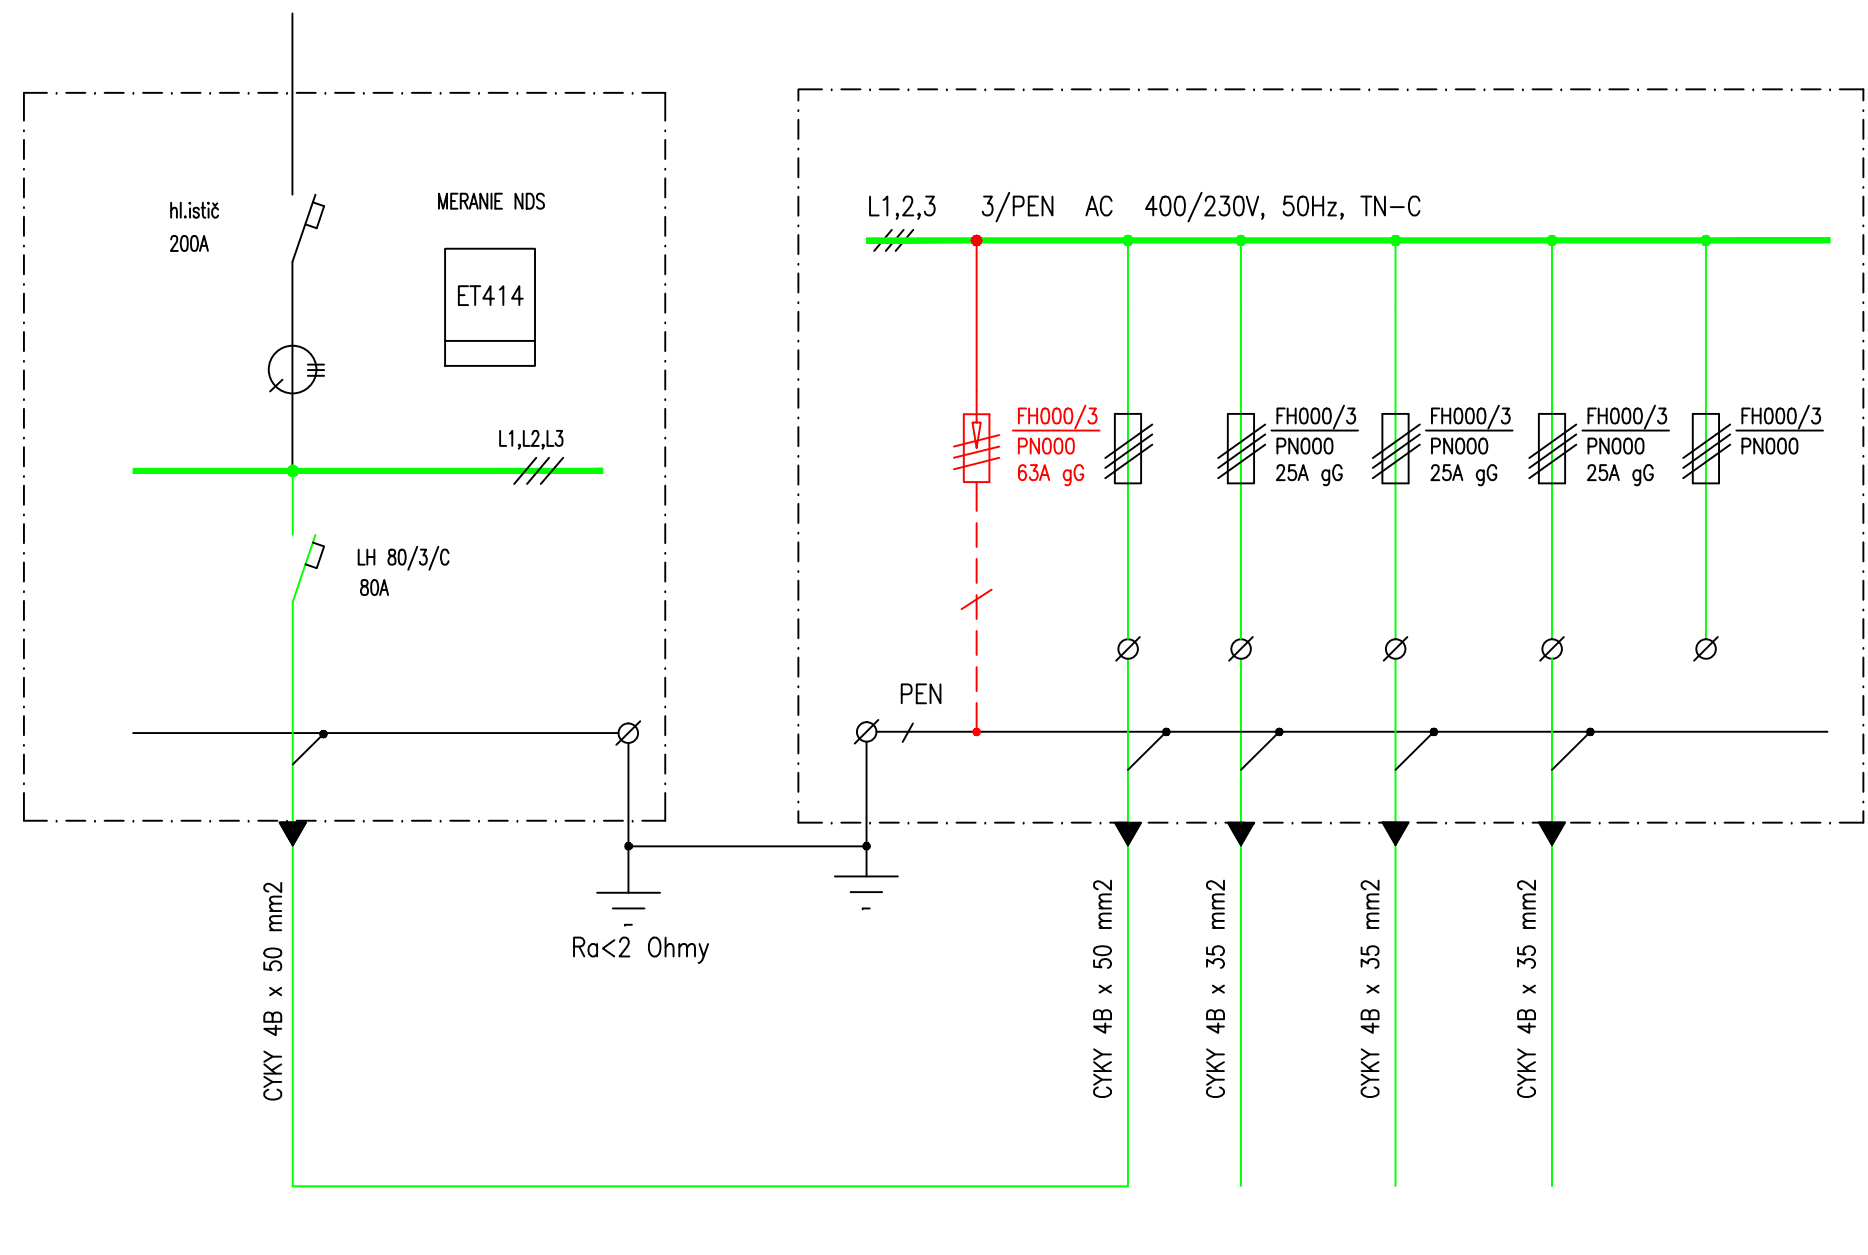 hl.istič
200A
MERANIE NDS
ET414
L1,L2,L3
LH 80/3/C
80A
CYKY 4B x 50 mm2
Ra<2 Ohmy
L1,2,3 3/PEN AC 400/230V, 50Hz, TN-C
FH000/3
PN000
63A gG
FH000/3
PN000
25A gG
FH000/3
PN000
25A gG
FH000/3
PN000
25A gG
FH000/3
PN000
PEN
CYKY 4B x 50 mm2
CYKY 4B x 35 mm2
CYKY 4B x 35 mm2
CYKY 4B x 35 mm2